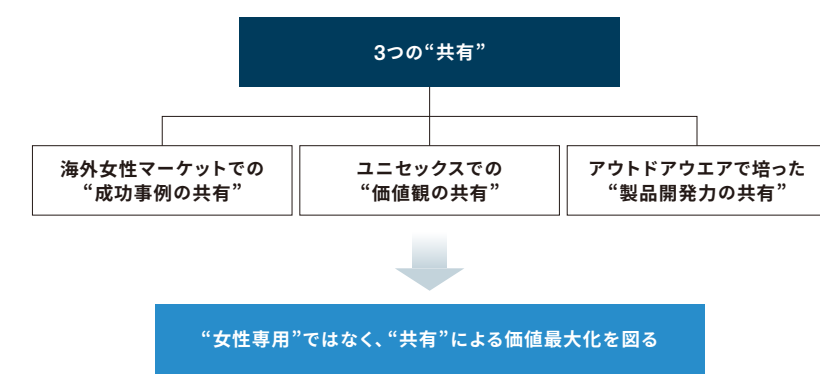 3つの“共有”
海外女性マーケットでの
“成功事例の共有”
ユニセックスでの
“価値観の共有”
アウトドアウエアで培った
“製品開発力の共有”
“女性専用”ではなく、“共有”による価値最大化を図る